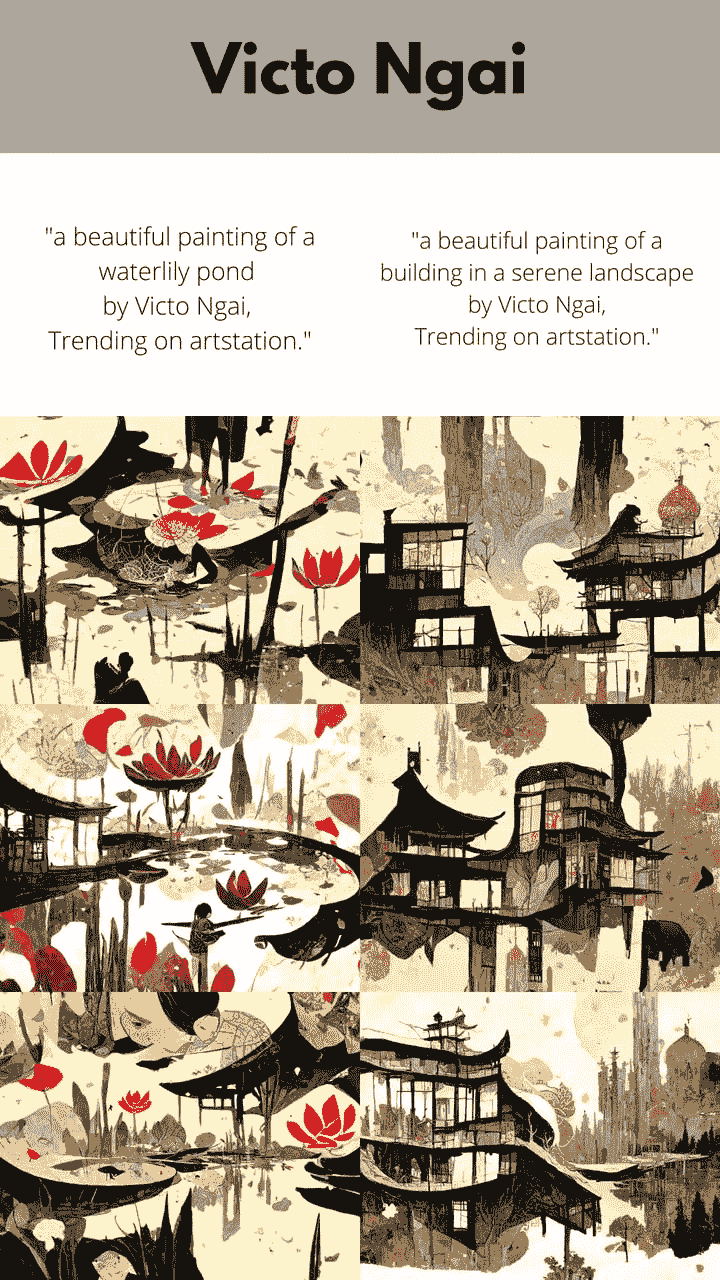 Victo Ngai
"a beautiful painting of a
waterlily pond
by Victo Ngai,
Trending on artstation."
"a beautiful painting of a
building in a serene landscape
by Victo Ngai,
Trending on artstation."